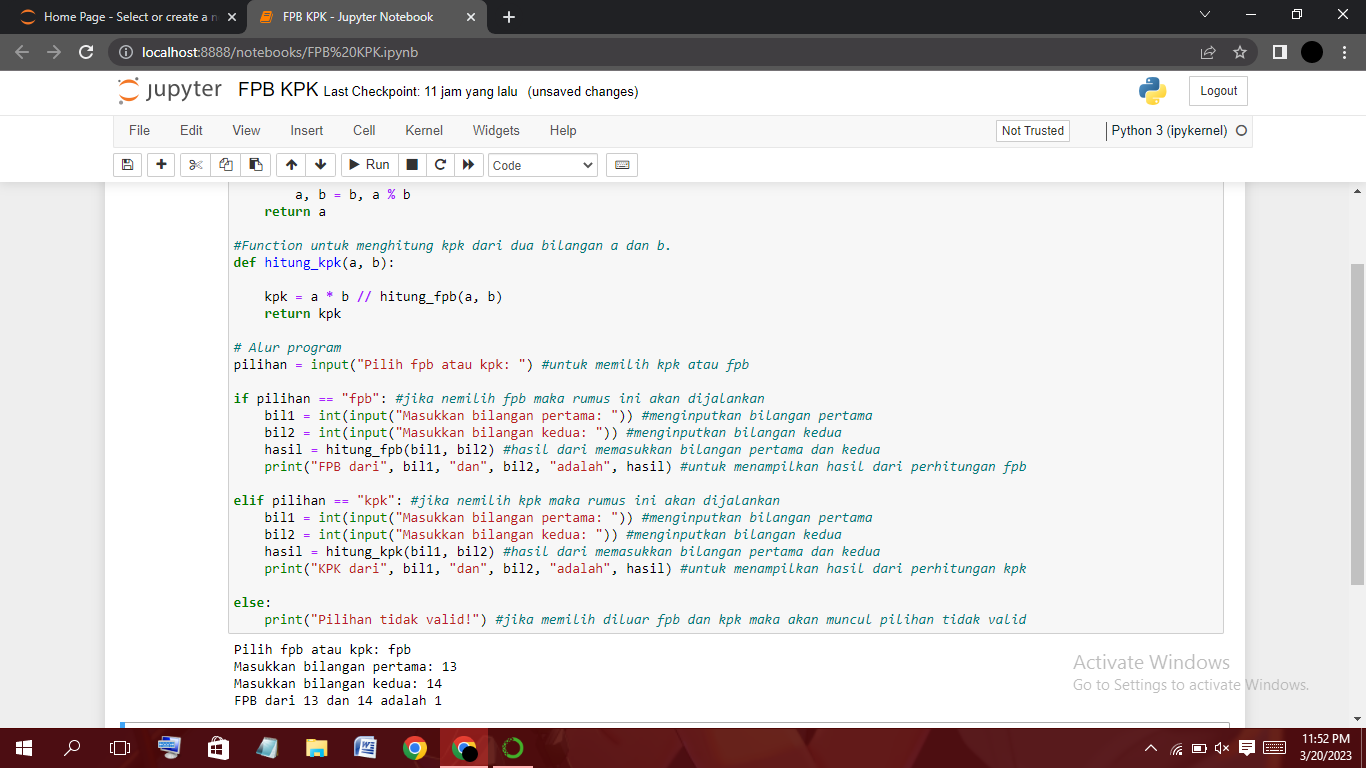 Home Page - Select or create a n
FPB KPK - Jupyter Notebook
localhost:8888/notebooks/FPB%20KPK.ipynb
jupyter FPB KPK Last Checkpoint: 11 jam yang lalu (unsaved changes)
Logout
File Edit View Insert Cell Kernel Widgets Help
Not Trusted
Python 3 (ipykernel)
Run
Code
a, b = b, a % b
return a
#Function untuk menghitung kpk dari dua bilangan a dan b.
def hitung_kpk(a, b):
kpk = a * b // hitung_fpb(a, b)
return kpk
# Alur program
pilihan = input("Pilih fpb atau kpk: ") #untuk memilih kpk atau fpb
if pilihan == "fpb": #jika nemilih fpb maka rumus ini akan dijalankan
bil1 = int(input("Masukkan bilangan pertama: ")) #menginputkan bilangan pertama
bil2 = int(input("Masukkan bilangan kedua: ")) #menginputkan bilangan kedua
hasil = hitung_fpb(bil1, bil2) #hasil dari memasukkan bilangan pertama dan kedua
print("FPB dari", bil1, "dan", bil2, "adalah", hasil) #untuk menampilkan hasil dari perhitungan fpb
elif pilihan == "kpk": #jika nemilih kpk maka rumus ini akan dijalankan
bil1 = int(input("Masukkan bilangan pertama: ")) #menginputkan bilangan pertama
bil2 = int(input("Masukkan bilangan kedua: ")) #menginputkan bilangan kedua
hasil = hitung_kpk(bil1, bil2) #hasil dari memasukkan bilangan pertama dan kedua
print("KPK dari", bil1, "dan", bil2, "adalah", hasil) #untuk menampilkan hasil dari perhitungan kpk
else:
print("Pilihan tidak valid!") #jika memilih diluar fpb dan kpk maka akan muncul pilihan tidak valid
Pilih fpb atau kpk: fpb
Masukkan bilangan pertama: 13
Masukkan bilangan kedua: 14
FPB dari 13 dan 14 adalah 1
Activate Windows
Go to Settings to activate Windows.
11:52 PM
3/20/2023